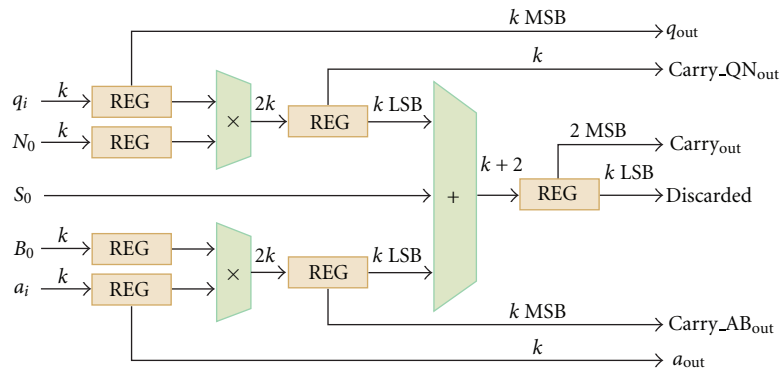 k MSB
q_out
k
Carry_QN_out
q_i
k
REG
×
2k
REG
k LSB
N_0
k
REG
2 MSB
Carry_out
k + 2
REG
k LSB
Discarded
S_0
+
B_0
k
REG
×
2k
REG
k LSB
a_i
k
REG
k MSB
Carry_AB_out
k
a_out